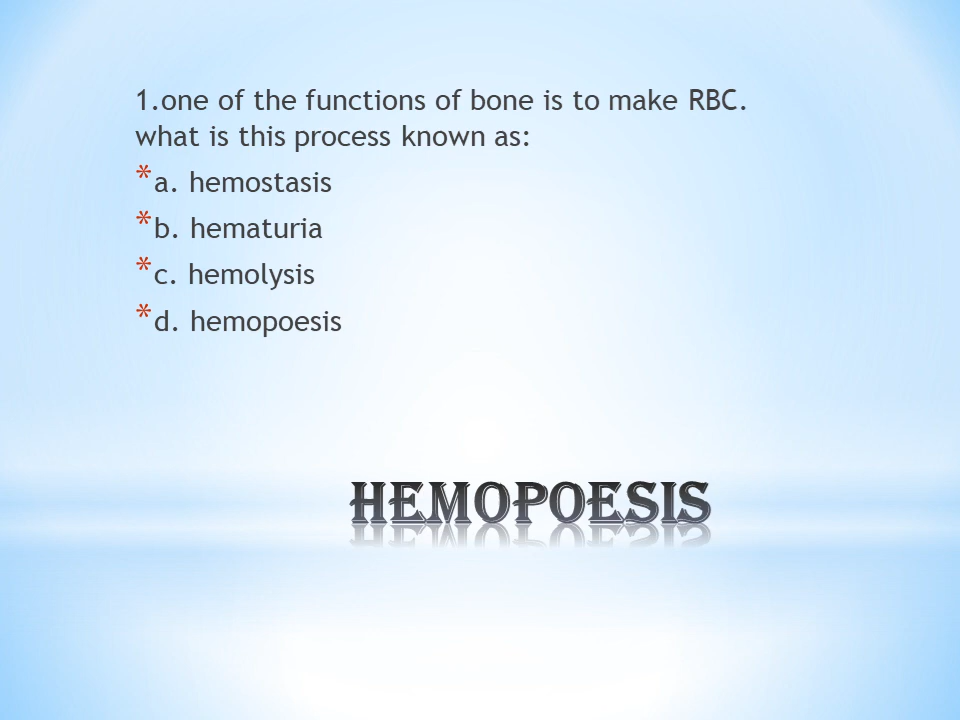 1.one of the functions of bone is to make RBC.
what is this process known as:
* a. hemostasis
* b. hematuria
* c. hemolysis
* d. hemopoesis
HEMOPOESIS